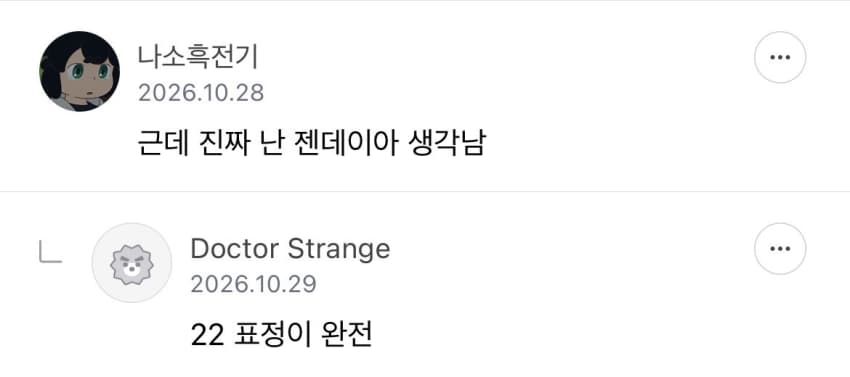 나소흑전기
2026.10.28
근데 진짜 난 젠데이아 생각남
Doctor Strange
2026.10.29
22 표정이 완전